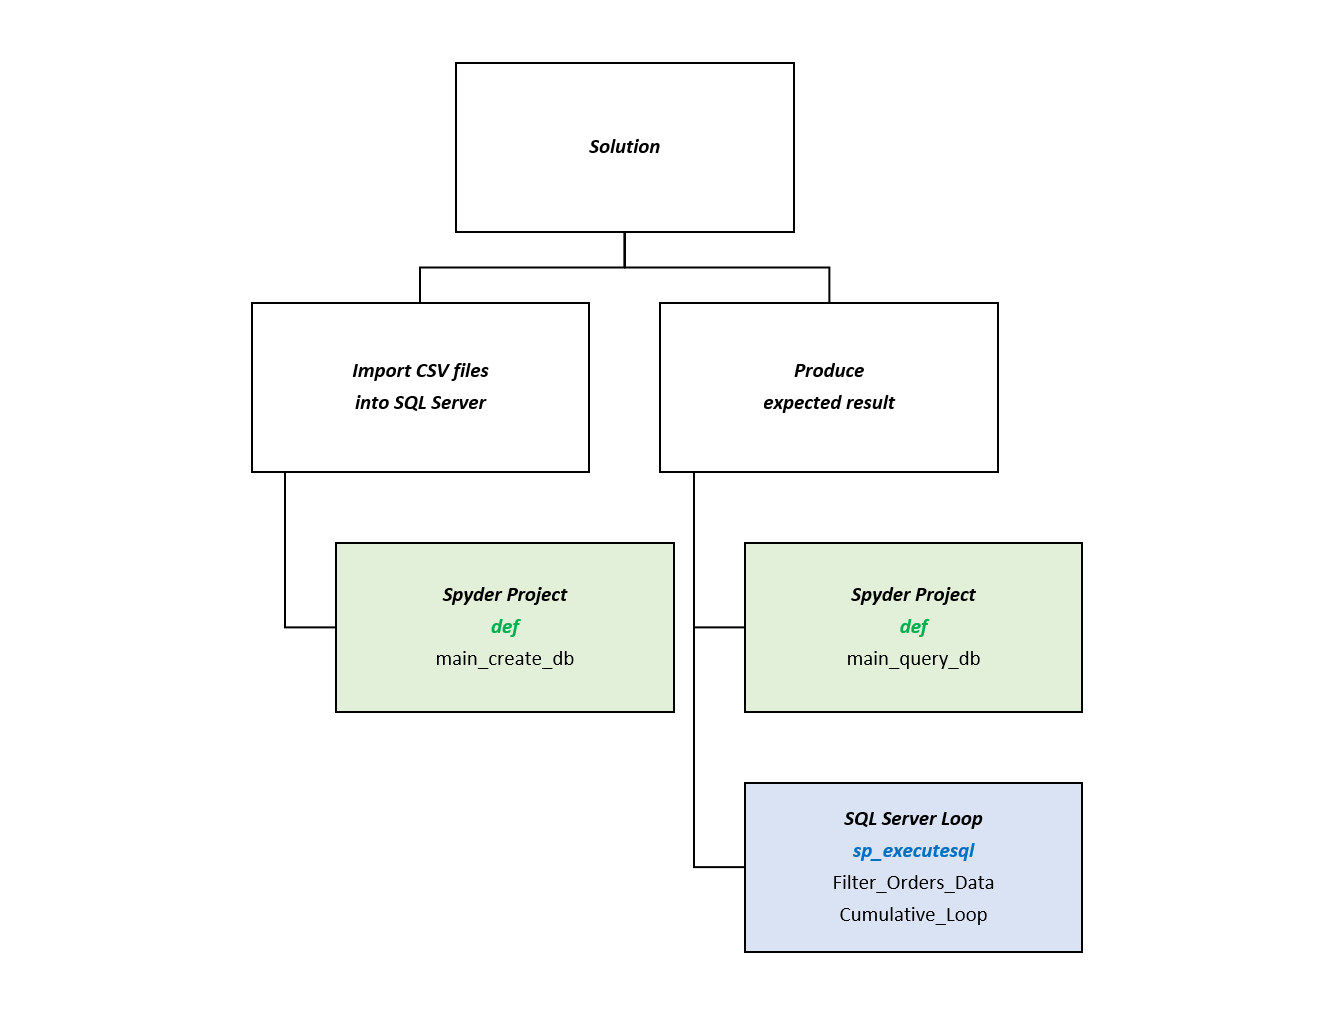 Solution
Import CSV files
into SQL Server
Produce
expected result
Spyder Project
def
main_create_db
Spyder Project
def
main_query_db
SQL Server Loop
sp_executesql
Filter_Orders_Data
Cumulative_Loop